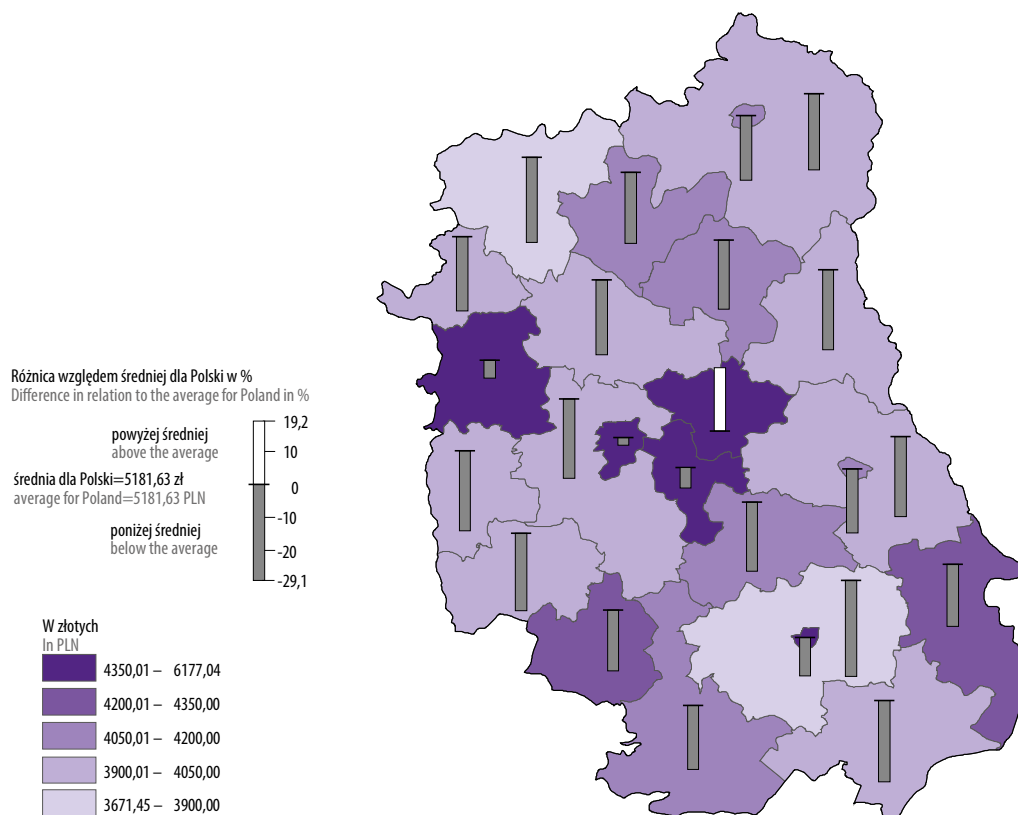 Różnica względem średniej dla Polski w %
Difference in relation to the average for Poland in %
19,2
powyżej średniej
above the average
10
średnia dla Polski=5181,63 zł
average for Poland=5181,63 PLN
0
-10
poniżej średniej
below the average
-20
-29,1
W złotych
In PLN
4350,01 – 6177,04
4200,01 – 4350,00
4050,01 – 4200,00
3900,01 – 4050,00
3671,45 – 3900,00